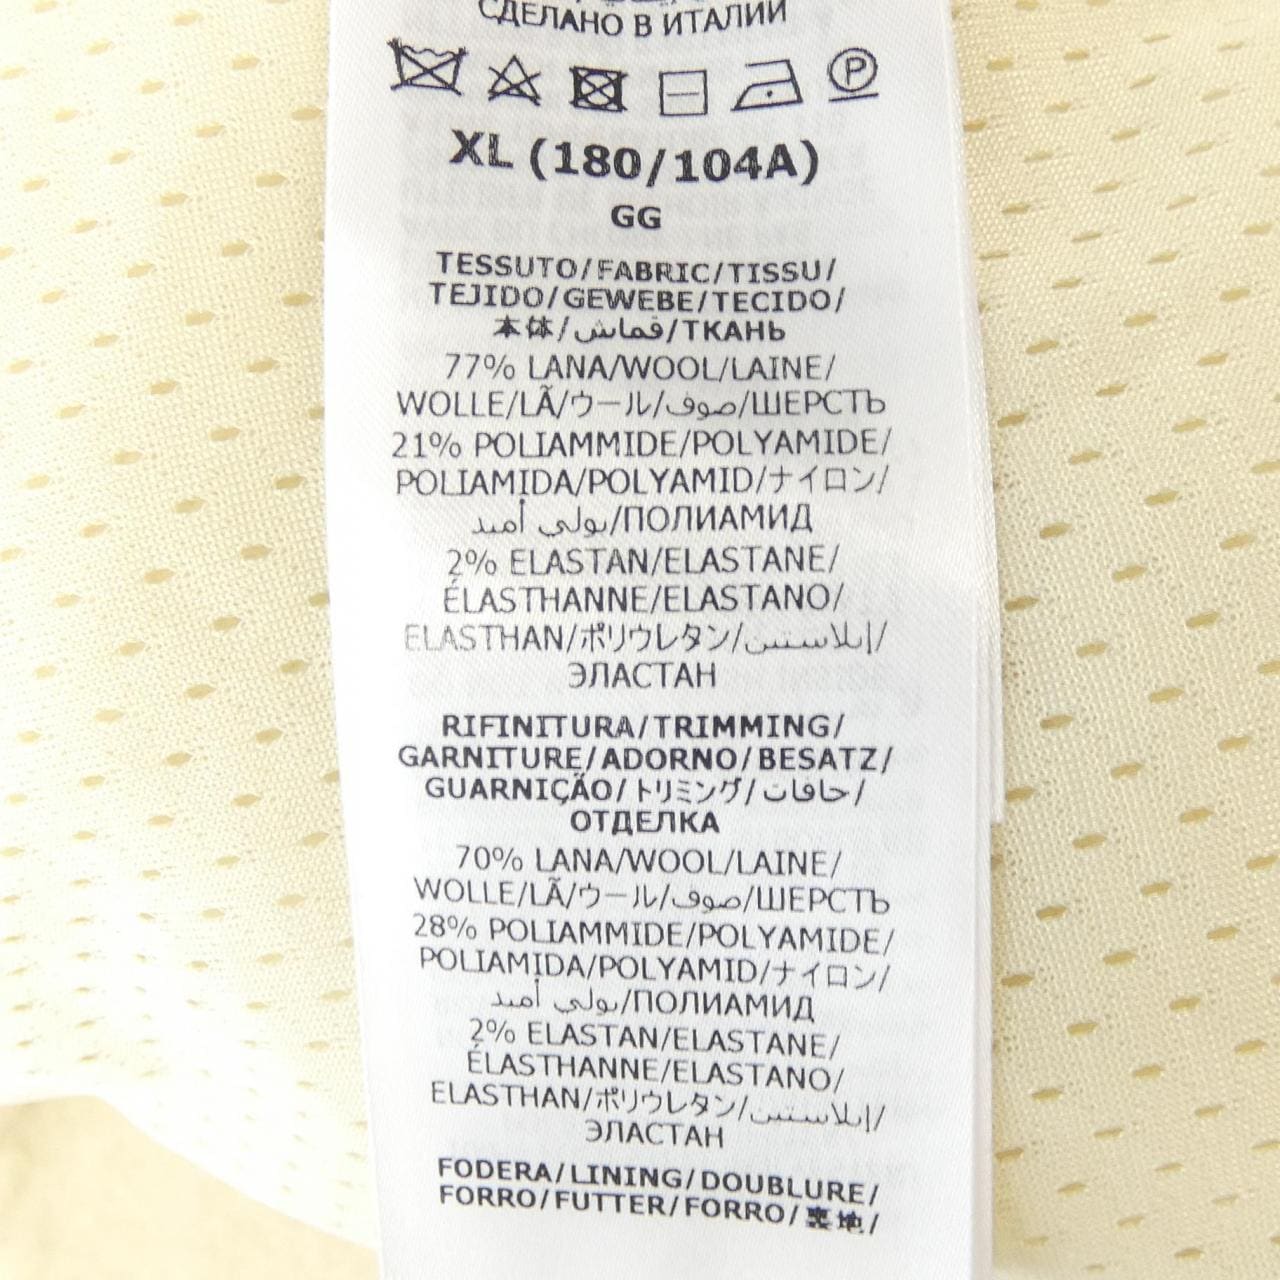 СДЕЛАНО В ИТАЛИИ
P
XL (180/104A)
GG
TESSUTO/FABRIC/TISSU/
TEJIDO/GEWEBE/TECIDO/
本体/قماش/ТКАНЬ
77% LANA/WOOL/LAINE/
WOLLE/LÃ/ウール/صوف/ШЕРСТЬ
21% POLIAMMIDE/POLYAMIDE/
POLIAMIDA/POLYAMID/ナイロン/
بولي أميد/ПОЛИАМИД
2% ELASTAN/ELASTANE/
ÉLASTHANNE/ELASTANO/
ELASTHAN/ポリウレタン/إيلاستين/
ЭЛАСТАН
RIFINITURA/TRIMMING/
GARNITURE/ADORNO/BESATZ/
GUARNIÇÃO/トリミング/حافات/
ОТДЕЛКА
70% LANA/WOOL/LAINE/
WOLLE/LÃ/ウール/صوف/ШЕРСТЬ
28% POLIAMMIDE/POLYAMIDE/
POLIAMIDA/POLYAMID/ナイロン/
بولي أميد/ПОЛИАМИД
2% ELASTAN/ELASTANE/
ÉLASTHANNE/ELASTANO/
ELASTHAN/ポリウレタン/إيلاستين/
ЭЛАСТАН
FODERA/LINING/DOUBLURE/
FORRO/FUTTER/FORRO/裏地/